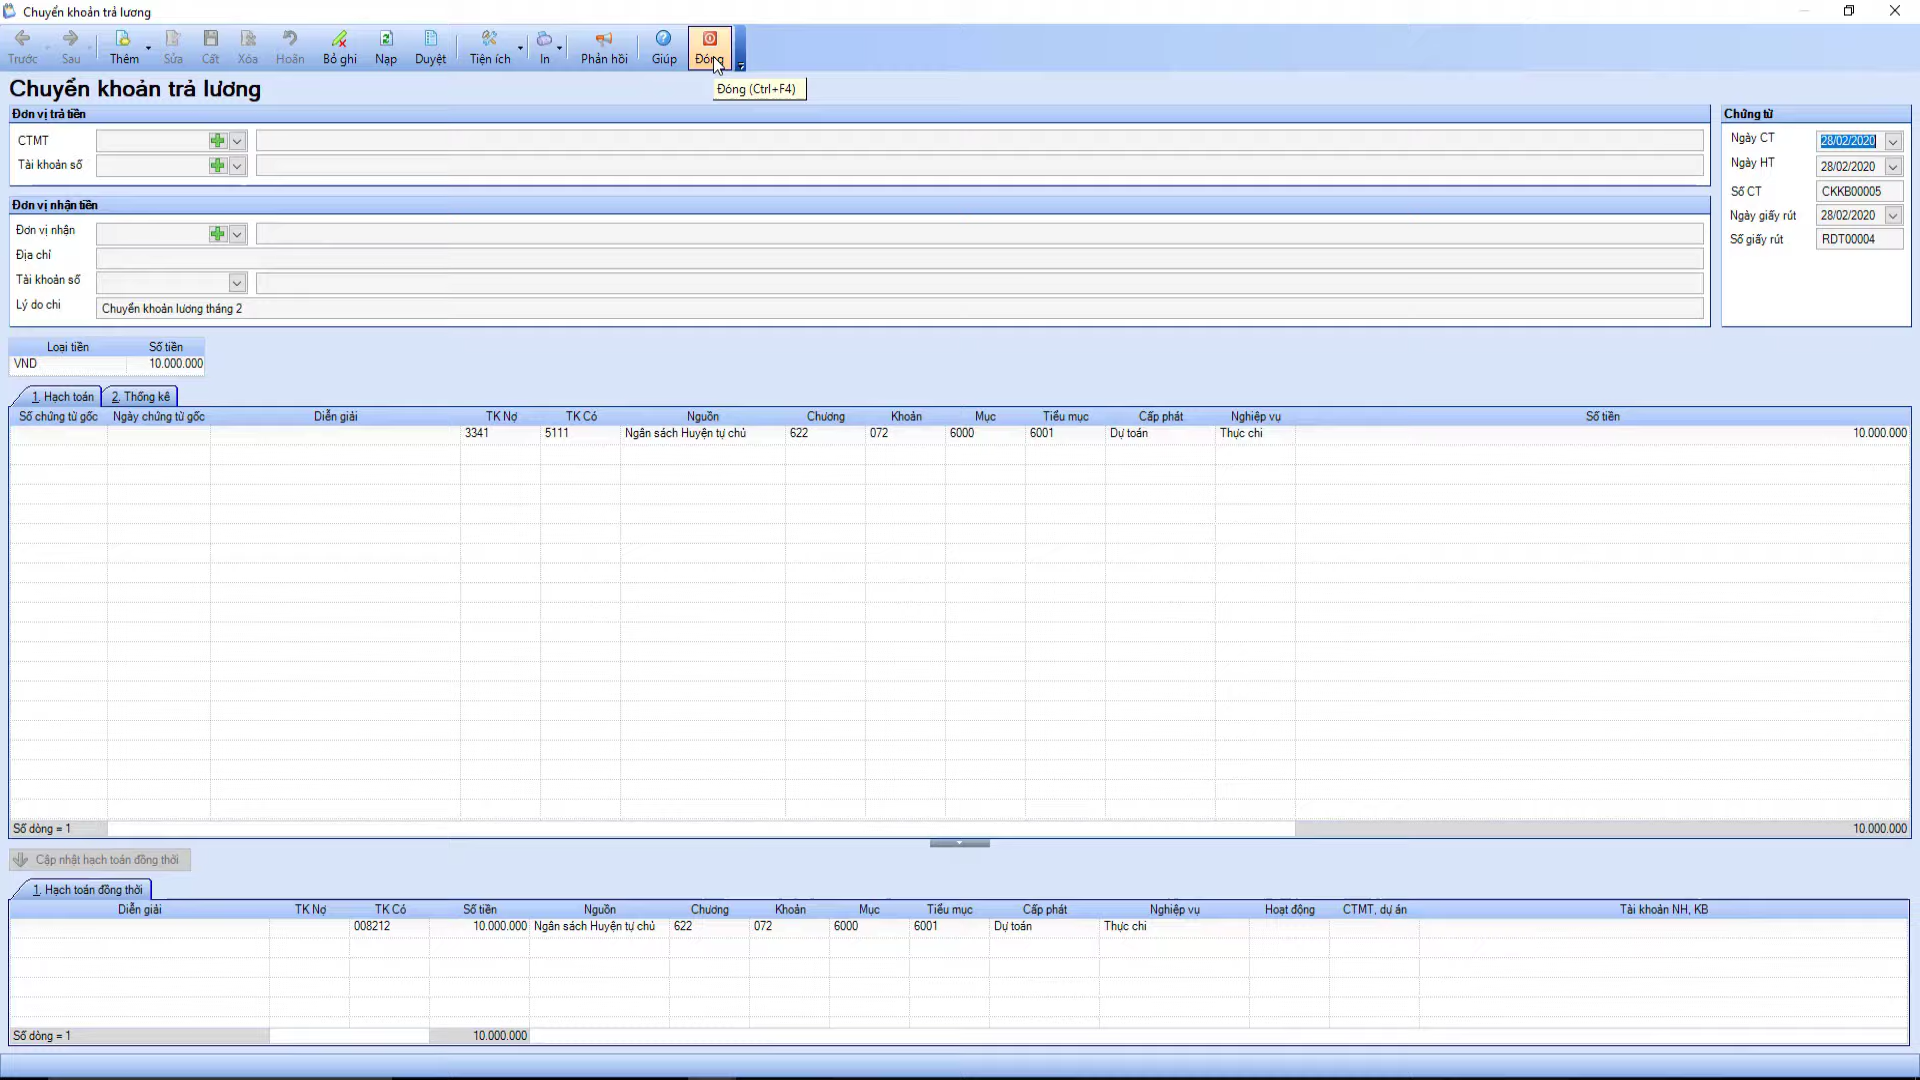 Chuyển khoản trả lương
Trước Sau Thêm Sửa Cất Xóa Hoãn Bỏ ghi Nạp Duyệt Tiện ích In Phản hồi Giúp Đóng
Đóng (Ctrl+F4)
Chuyển khoản trả lương
Đơn vị trả tiền
CTMT
Tài khoản số
Đơn vị nhận tiền
Đơn vị nhận
Địa chỉ
Tài khoản số
Lý do chi Chuyển khoản lương tháng 2
Chứng từ
Ngày CT 28/02/2020
Ngày HT 28/02/2020
Số CT CKKB00005
Ngày giấy rút 28/02/2020
Số giấy rút RDT00004
Loại tiền Số tiền
VND 10.000.000
1. Hạch toán 2. Thống kê
Số chứng từ gốc Ngày chứng từ gốc Diễn giải TK Nợ TK Có Nguồn Chương Khoản Mục Tiểu mục Cấp phát Nghiệp vụ Số tiền
3341 5111 Ngân sách Huyện tự chủ 622 072 6000 6001 Dự toán Thực chi 10.000.000
Số dòng = 1 10.000.000
Cập nhật hạch toán đồng thời
1. Hạch toán đồng thời
Diễn giải TK Nợ TK Có Số tiền Nguồn Chương Khoản Mục Tiểu mục Cấp phát Nghiệp vụ Hoạt động CTMT, dự án Tài khoản NH, KB
008212 10.000.000 Ngân sách Huyện tự chủ 622 072 6000 6001 Dự toán Thực chi
Số dòng = 1 10.000.000